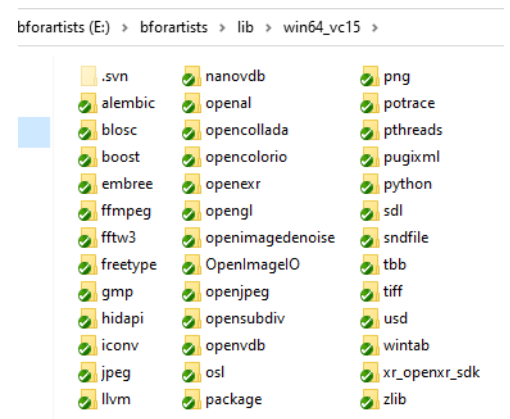 bforartists (E:) > bforartists > lib > win64_vc15 >
.svn
alembic
blosc
boost
embree
ffmpeg
fftw3
freetype
gmp
hidapi
iconv
jpeg
llvm
nanovdb
openal
opencollada
opencolorio
openexr
opengl
openimagedenoise
OpenImageIO
openjpeg
opensubdiv
openvdb
osl
package
png
potrace
pthreads
pugixml
python
sdl
sndfile
tbb
tiff
usd
wintab
xr_openxr_sdk
zlib